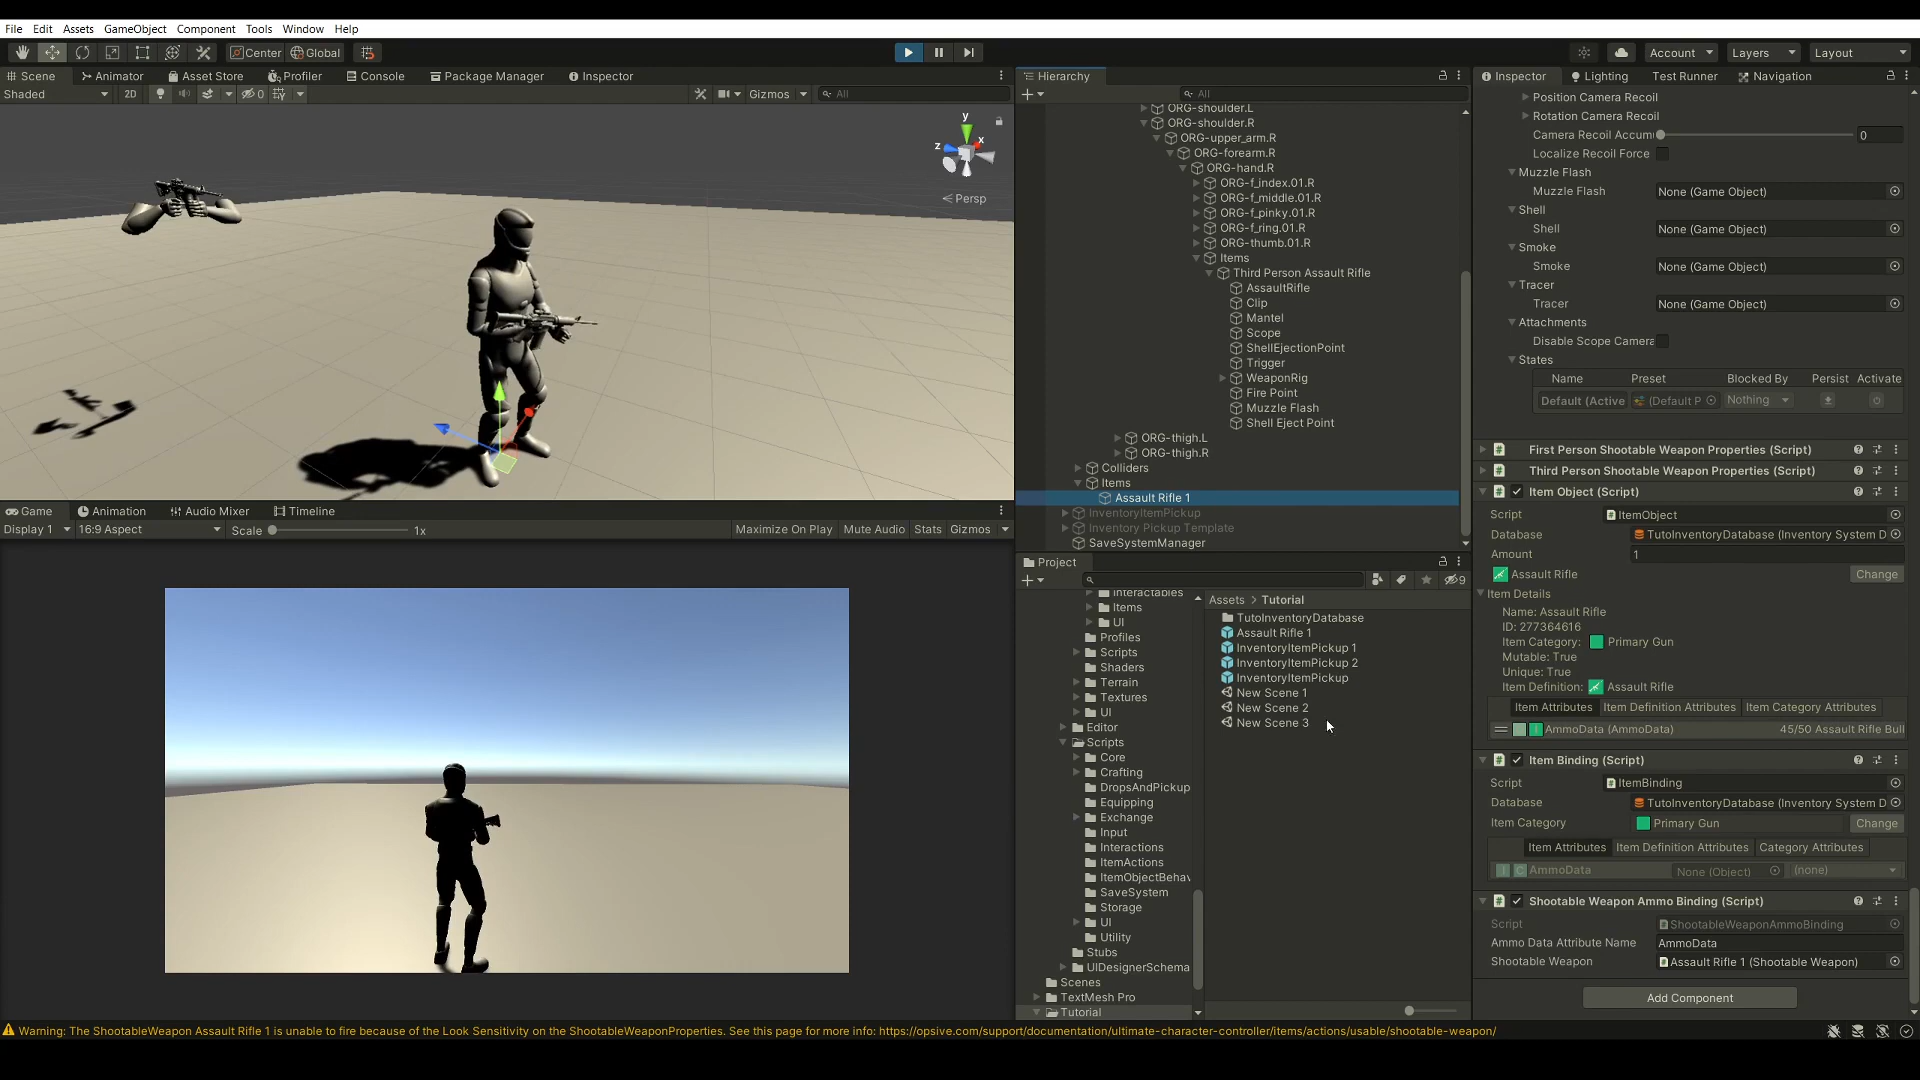 File Edit Assets GameObject Component Tools Window Help
Center Global
Account Layers Layout
Scene Animator Asset Store Profiler Console Package Manager Inspector
Shaded 2D 0 Gizmos All
y
z x
Persp
Game Animation Audio Mixer Timeline
Display 1 16:9 Aspect Scale 1x Maximize On Play Mute Audio Stats Gizmos
Hierarchy
All
ORG-shoulder.L
ORG-shoulder.R
ORG-upper_arm.R
ORG-forearm.R
ORG-hand.R
ORG-f_index.01.R
ORG-f_middle.01.R
ORG-f_pinky.01.R
ORG-f_ring.01.R
ORG-thumb.01.R
Items
Third Person Assault Rifle
AssaultRifle
Clip
Mantel
Scope
ShellEjectionPoint
Trigger
WeaponRig
Fire Point
Muzzle Flash
Shell Eject Point
ORG-thigh.L
ORG-thigh.R
Colliders
Items
Assault Rifle 1
InventoryItemPickup
Inventory Pickup Template
SaveSystemManager
Project
9
Interactables
Items
UI
Profiles
Scripts
Shaders
Terrain
Textures
UI
Editor
Scripts
Core
Crafting
DropsAndPickup
Equipping
Exchange
Input
Interactions
ItemActions
ItemObjectBehav
SaveSystem
Storage
UI
Utility
Stubs
UIDesignerSchema
Scenes
TextMesh Pro
Tutorial
Assets > Tutorial
TutoInventoryDatabase
Assault Rifle 1
InventoryItemPickup 1
InventoryItemPickup 2
InventoryItemPickup
New Scene 1
New Scene 2
New Scene 3
Inspector Lighting Test Runner Navigation
Position Camera Recoil
Rotation Camera Recoil
Camera Recoil Accum 0
Localize Recoil Force
Muzzle Flash
Muzzle Flash None (Game Object)
Shell
Shell None (Game Object)
Smoke
Smoke None (Game Object)
Tracer
Tracer None (Game Object)
Attachments
Disable Scope Camera
States
Name Preset Blocked By Persist Activate
Default (Active (Default P Nothing
First Person Shootable Weapon Properties (Script)
Third Person Shootable Weapon Properties (Script)
Item Object (Script)
Script ItemObject
Database TutoInventoryDatabase (Inventory System D
Amount 1
Assault Rifle Change
Item Details
Name: Assault Rifle
ID: 277364616
Item Category: Primary Gun
Mutable: True
Unique: True
Item Definition: Assault Rifle
Item Attributes Item Definition Attributes Item Category Attributes
I AmmoData (AmmoData) 45/50 Assault Rifle Bull
Item Binding (Script)
Script ItemBinding
Database TutoInventoryDatabase (Inventory System D
Item Category Primary Gun Change
Item Attributes Item Definition Attributes Category Attributes
I C AmmoData None (Object) (none)
Shootable Weapon Ammo Binding (Script)
Script ShootableWeaponAmmoBinding
Ammo Data Attribute Name AmmoData
Shootable Weapon Assault Rifle 1 (Shootable Weapon)
Add Component
Warning: The ShootableWeapon Assault Rifle 1 is unable to fire because of the Look Sensitivity on the ShootableWeaponProperties. See this page for more info: https://opsive.com/support/documentation/ultimate-character-controller/items/actions/usable/shootable-weapon/